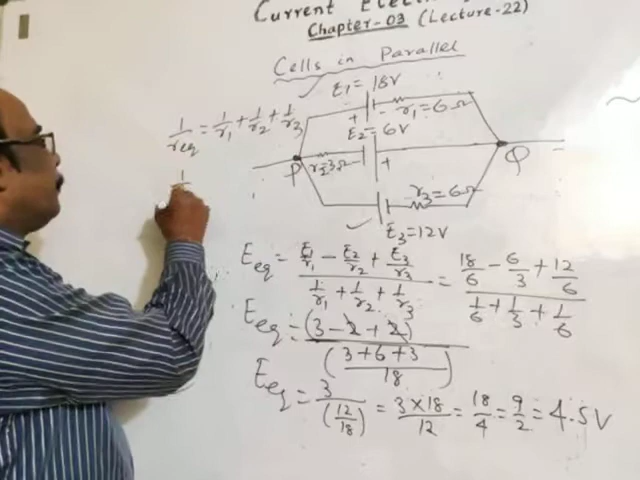 Current Elect
Chapter-03 (Lecture-22)
Cells in Parallel
E1 = 18V
+ - r1 = 6Ω
1/req = 1/r1 + 1/r2 + 1/r3
E2 = 6V
P r2=3Ω + Q
1
r3 = 6Ω
E3 = 12V
Eeq = (E1/r1 - E2/r2 + E3/r3) / (1/r1 + 1/r2 + 1/r3) = (18/6 - 6/3 + 12/6) / (1/6 + 1/3 + 1/6)
Eeq = (3 - 2 + 2) / ((3+6+3)/18)
Eeq = 3/(12/18) = 3×18/12 = 18/4 = 9/2 = 4.5V